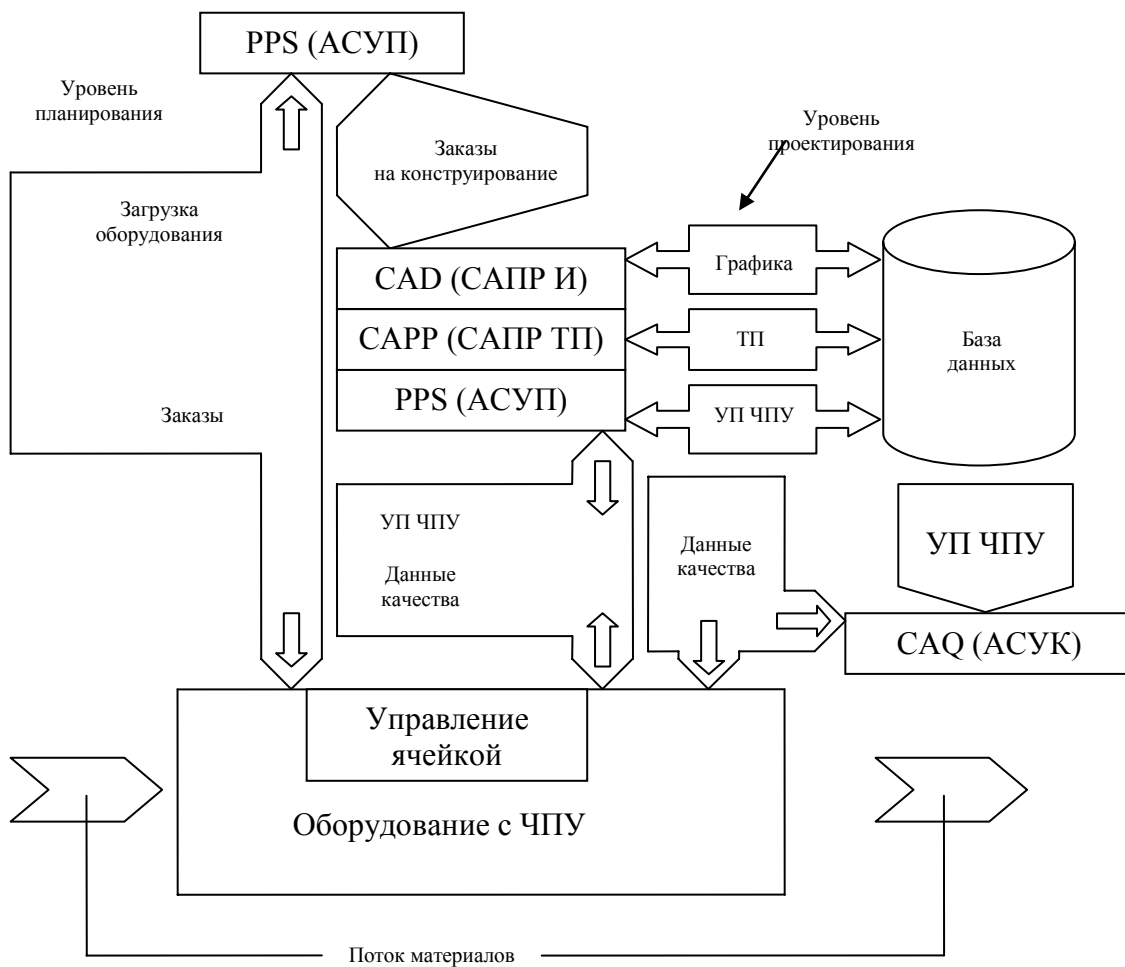 PPS (АСУП)
Уровень
планирования
Заказы
на конструирование
Уровень
проектирования
Загрузка
оборудования
CAD (САПР И)
CAPP (САПР ТП)
PPS (АСУП)
Графика
ТП
УП ЧПУ
База
данных
Заказы
УП ЧПУ
Данные
качества
Данные
качества
УП ЧПУ
CAQ (АСУК)
Управление
ячейкой
Оборудование с ЧПУ
Поток материалов